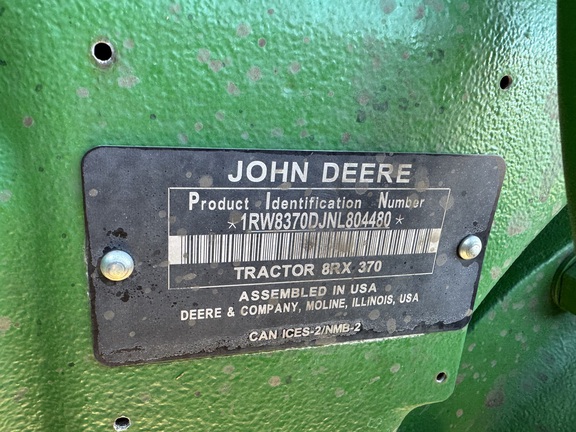 JOHN DEERE
Product Identification Number
*1RW8370DJNL804480*
TRACTOR 8RX 370
ASSEMBLED IN USA
DEERE & COMPANY, MOLINE, ILLINOIS, USA
CAN ICES-2/NMB-2